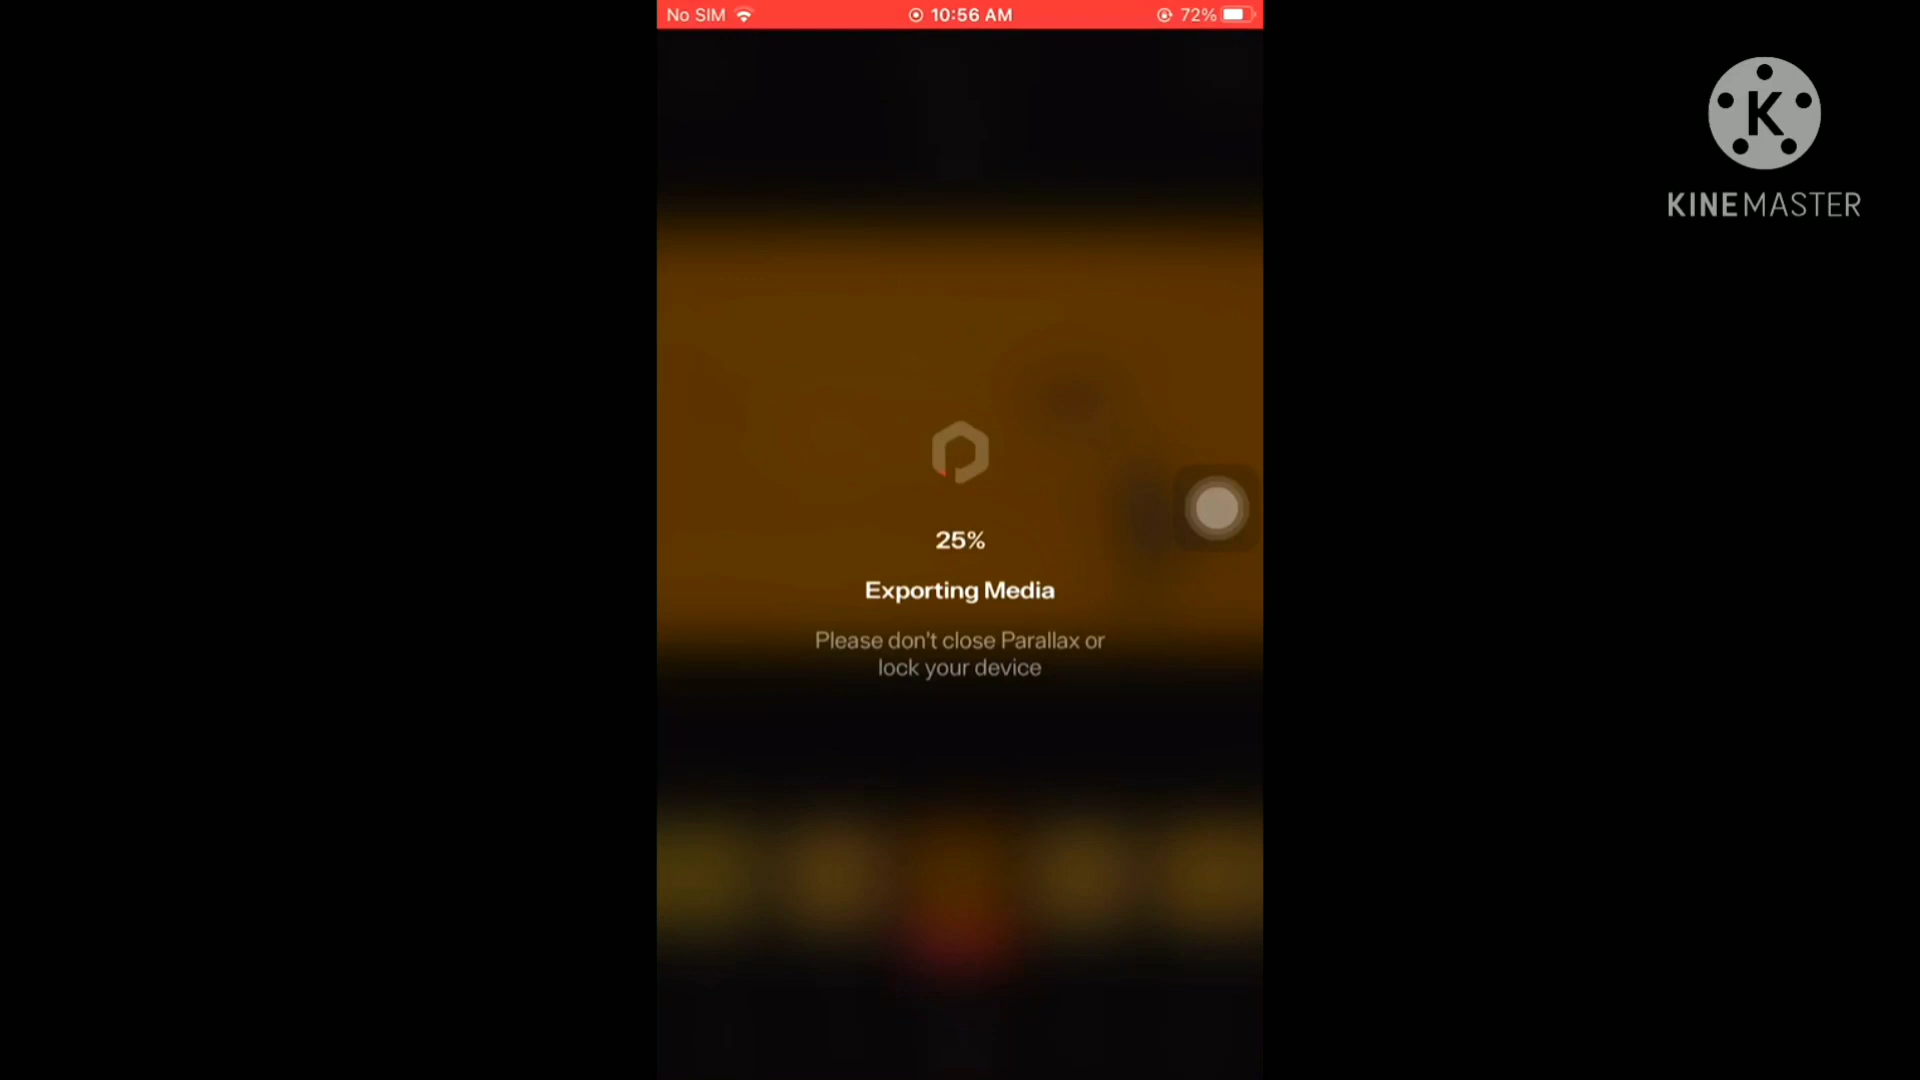 No SIM 10:56 AM 72%
K
KINEMASTER
25%
Exporting Media
Please don't close Parallax or
lock your device